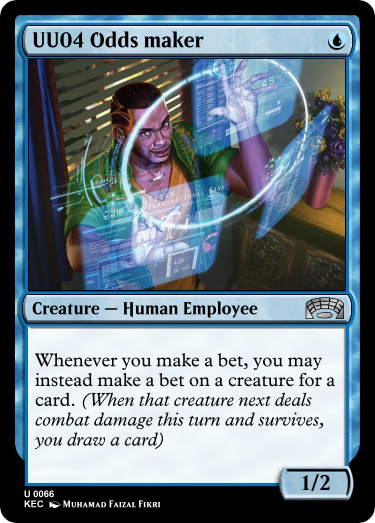 UU04 Odds maker
Creature — Human Employee
Whenever you make a bet, you may
instead make a bet on a creature for a
card. (When that creature next deals
combat damage this turn and survives,
you draw a card)
1/2
U 0066
KEC Muhamad Faizal Fikri